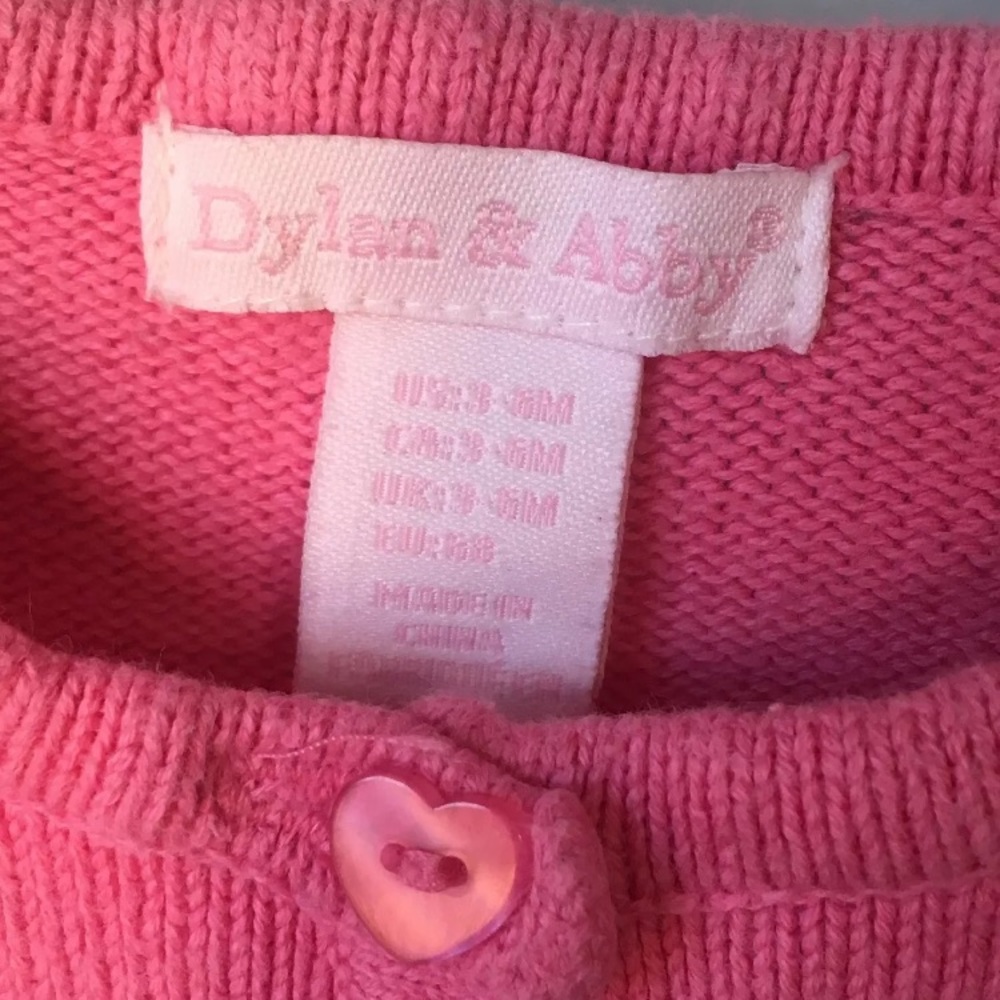 Dylan & Abby®
US:3-6M
CA:3-6M
UK:3-6M
EU:68
MADE IN
CHINA